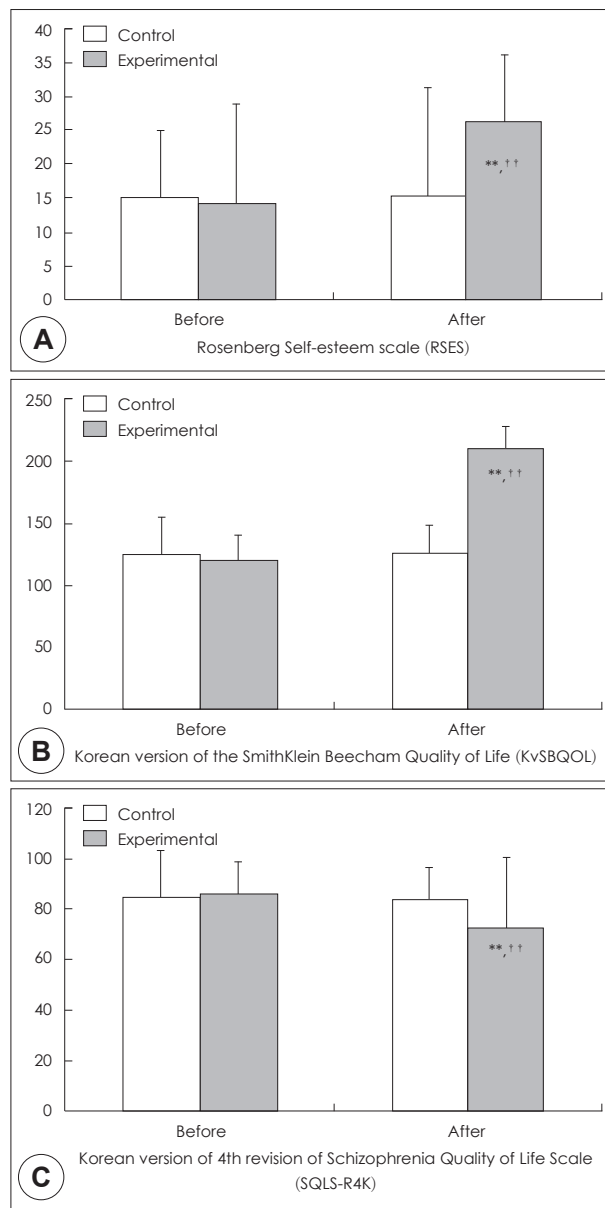 40
35
30
25
20
15
10
5
0
Control
Experimental
**, ††
Before
After
A
Rosenberg Self-esteem scale (RSES)
250
200
150
100
50
0
Control
Experimental
**, ††
Before
After
B
Korean version of the SmithKlein Beecham Quality of Life (KvSBQOL)
120
100
80
60
40
20
0
Control
Experimental
**, ††
Before
After
C
Korean version of 4th revision of Schizophrenia Quality of Life Scale
(SQLS-R4K)